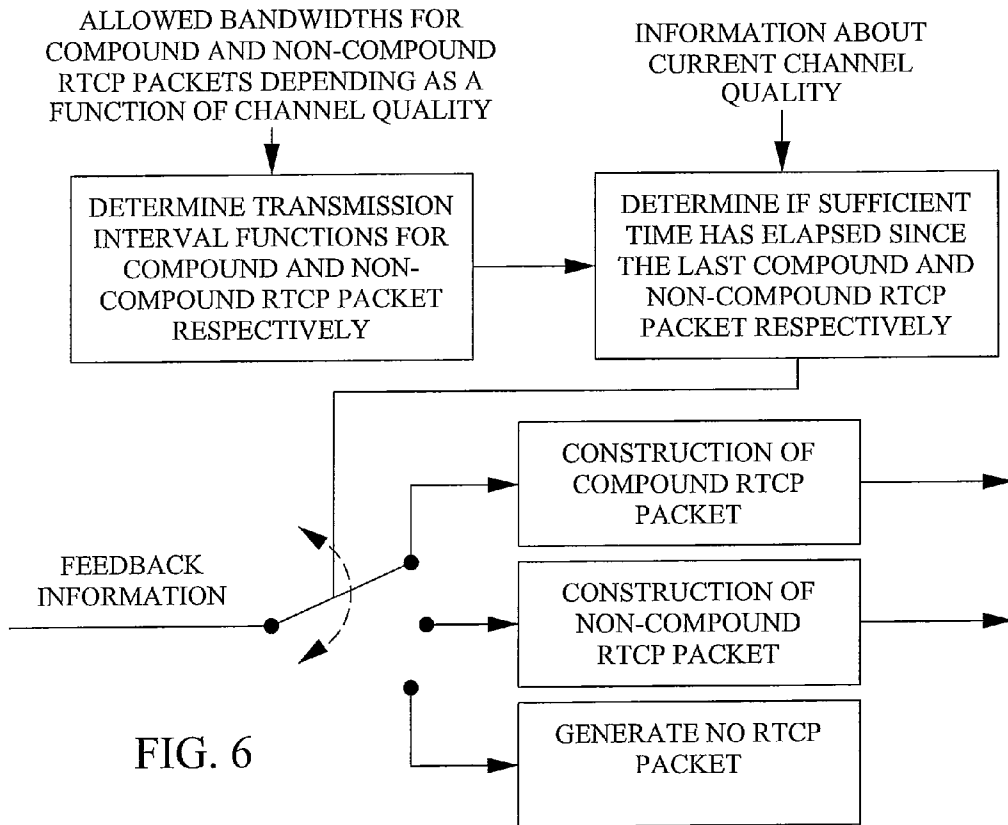 ALLOWED BANDWIDTHS FOR
COMPOUND AND NON-COMPOUND
RTCP PACKETS DEPENDING AS A
FUNCTION OF CHANNEL QUALITY
INFORMATION ABOUT
CURRENT CHANNEL
QUALITY
DETERMINE TRANSMISSION
INTERVAL FUNCTIONS FOR
COMPOUND AND NON-
COMPOUND RTCP PACKET
RESPECTIVELY
DETERMINE IF SUFFICIENT
TIME HAS ELAPSED SINCE
THE LAST COMPOUND AND
NON-COMPOUND RTCP
PACKET RESPECTIVELY
CONSTRUCTION OF
COMPOUND RTCP
PACKET
FEEDBACK
INFORMATION
CONSTRUCTION OF
NON-COMPOUND
RTCP PACKET
GENERATE NO RTCP
PACKET
FIG. 6